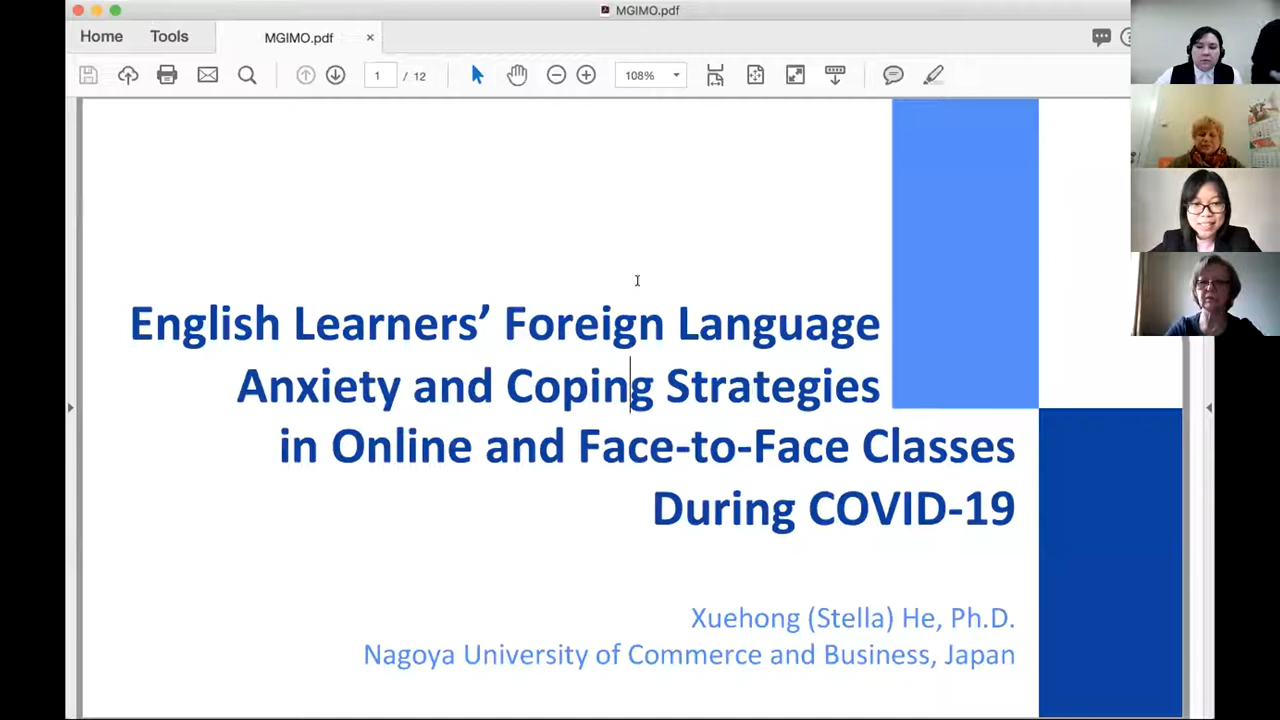 MGIMO.pdf
Home Tools MGIMO.pdf ×
1 / 12 108%
English Learners’ Foreign Language
Anxiety and Coping Strategies
in Online and Face-to-Face Classes
During COVID-19
Xuehong (Stella) He, Ph.D.
Nagoya University of Commerce and Business, Japan